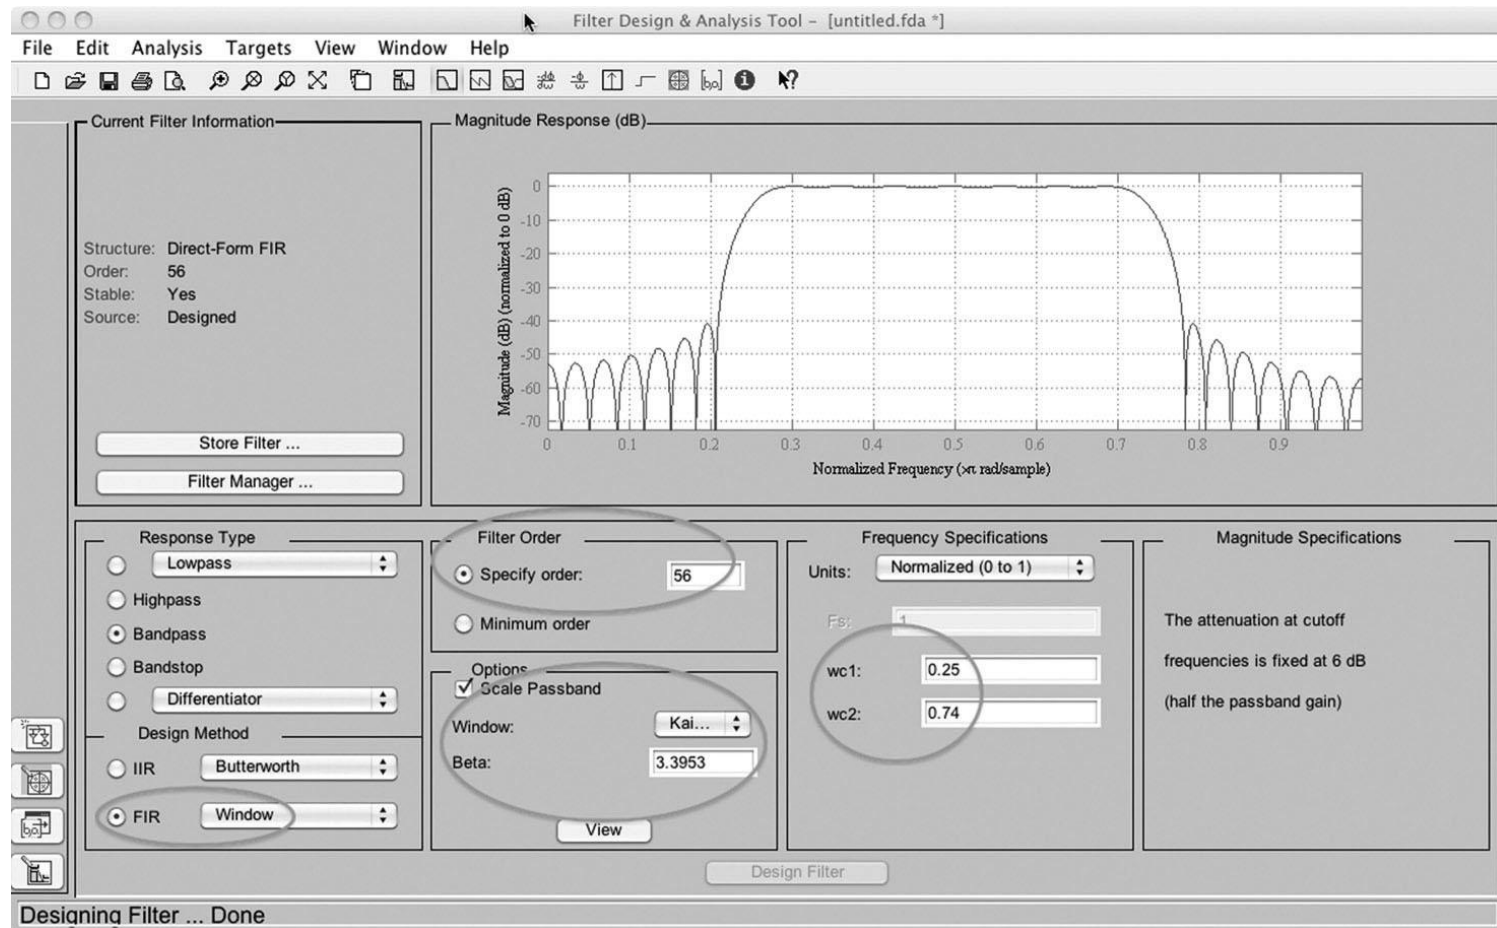 Filter Design & Analysis Tool – [untitled.fda *]
File Edit Analysis Targets View Window Help
Current Filter Information
Structure: Direct-Form FIR
Order: 56
Stable: Yes
Source: Designed
Store Filter ...
Filter Manager ...
Magnitude Response (dB)
Magnitude (dB) (normalized to 0 dB)
0
-10
-20
-30
-40
-50
-60
-70
0 0.1 0.2 0.3 0.4 0.5 0.6 0.7 0.8 0.9
Normalized Frequency (×π rad/sample)
Response Type
Lowpass
Highpass
Bandpass
Bandstop
Differentiator
Design Method
IIR Butterworth
FIR Window
Filter Order
Specify order: 56
Minimum order
Options
Scale Passband
Window: Kai...
Beta: 3.3953
View
Frequency Specifications
Units: Normalized (0 to 1)
Fs: 1
wc1: 0.25
wc2: 0.74
Magnitude Specifications
The attenuation at cutoff
frequencies is fixed at 6 dB
(half the passband gain)
Design Filter
Designing Filter ... Done